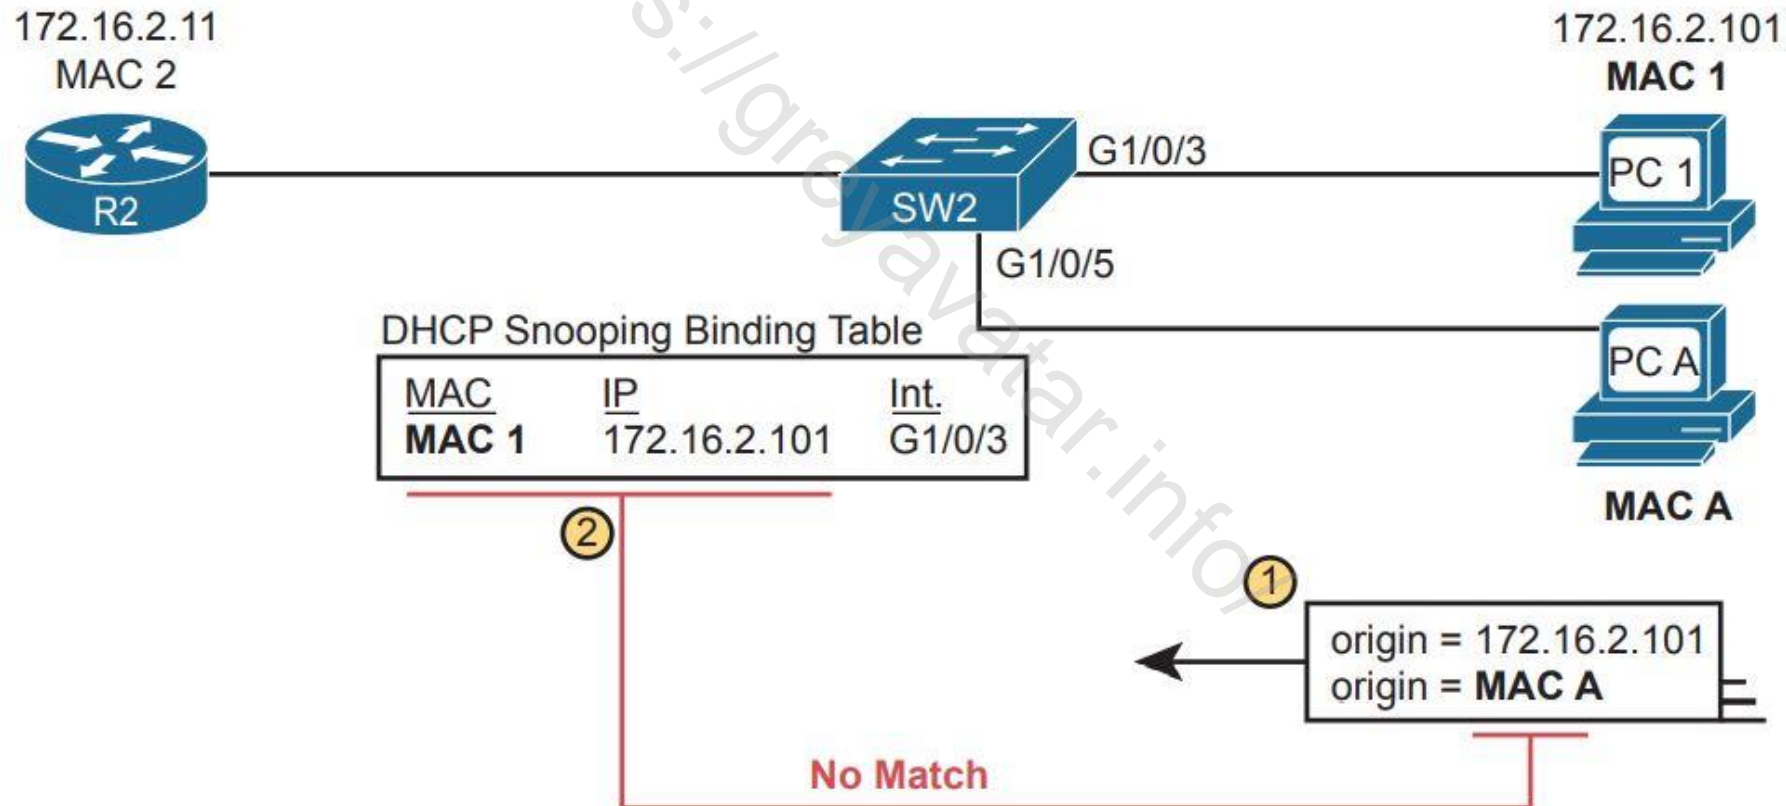 172.16.2.11
MAC 2
R2
SW2
G1/0/3
G1/0/5
172.16.2.101
MAC 1
PC 1
PC A
MAC A
DHCP Snooping Binding Table
MAC IP Int.
MAC 1 172.16.2.101 G1/0/3
2
1
origin = 172.16.2.101
origin = MAC A
No Match
s://greyavatar.info/